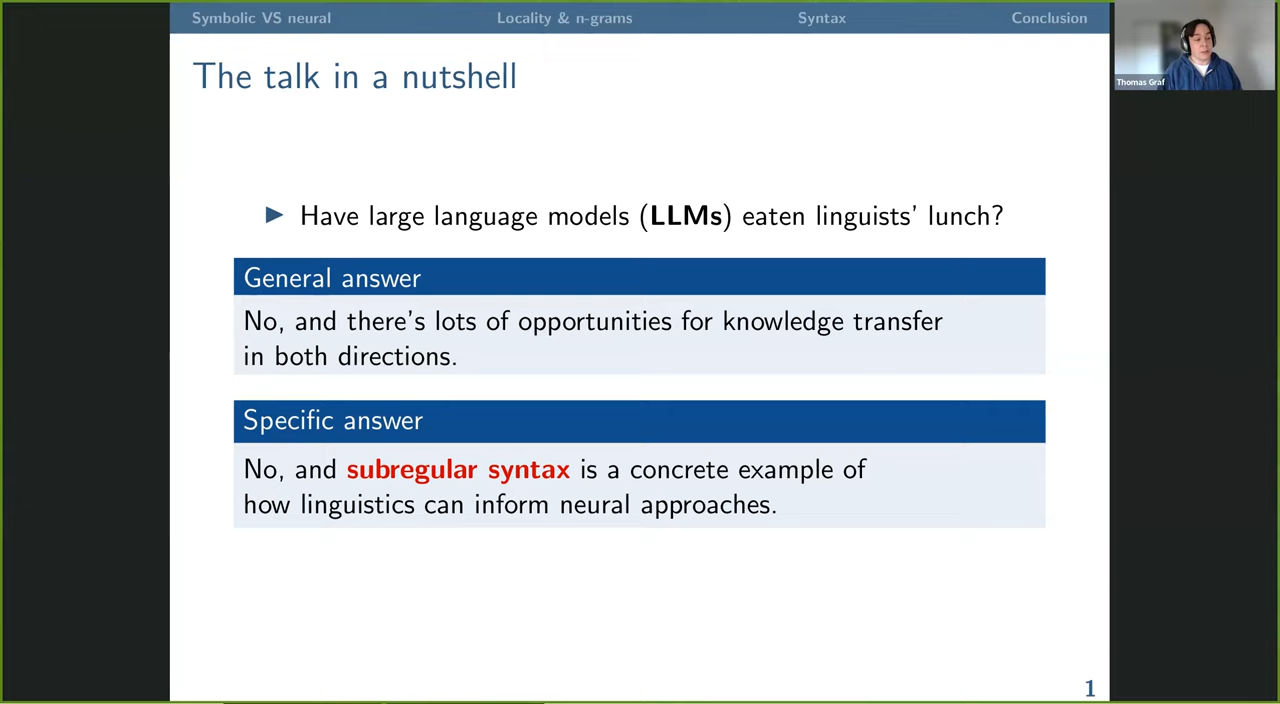 Symbolic VS neural Locality & n-grams Syntax Conclusion
Thomas Graf
The talk in a nutshell
▶ Have large language models (LLMs) eaten linguists' lunch?
General answer
No, and there's lots of opportunities for knowledge transfer
in both directions.
Specific answer
No, and subregular syntax is a concrete example of
how linguistics can inform neural approaches.
1